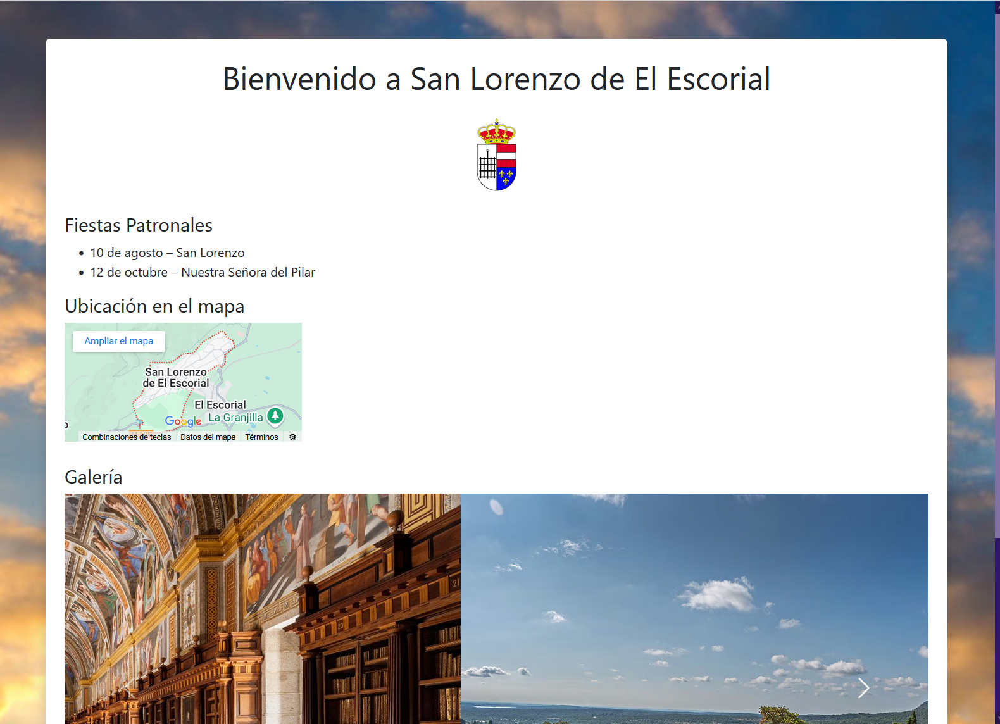 Bienvenido a San Lorenzo de El Escorial
Fiestas Patronales
• 10 de agosto – San Lorenzo
• 12 de octubre – Nuestra Señora del Pilar
Ubicación en el mapa
Ampliar el mapa
San Lorenzo
de El Escorial
El Escorial
La Granjilla
Google
o
Combinaciones de teclas
Datos del mapa
Términos
Galería
21
20